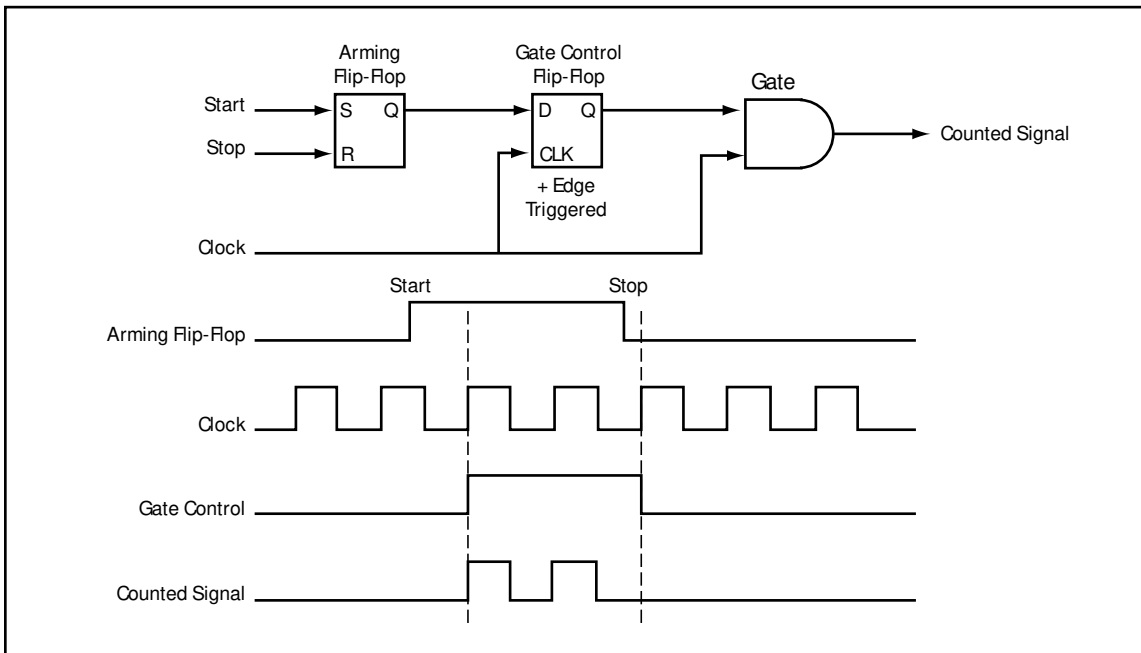 Arming
Flip-Flop
Gate Control
Flip-Flop
Gate
Start
S Q
D Q
Counted Signal
Stop
R
CLK
+ Edge
Triggered
Clock
Start
Stop
Arming Flip-Flop
Clock
Gate Control
Counted Signal